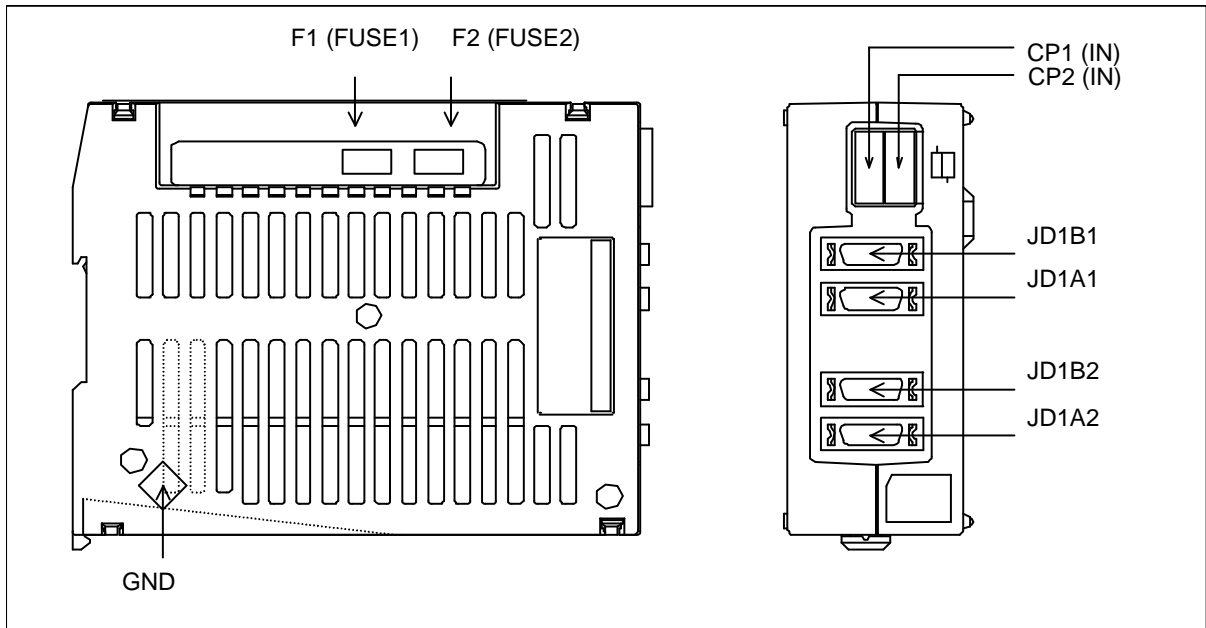 F1 (FUSE1)
F2 (FUSE2)
GND
CP1 (IN)
CP2 (IN)
JD1B1
JD1A1
JD1B2
JD1A2